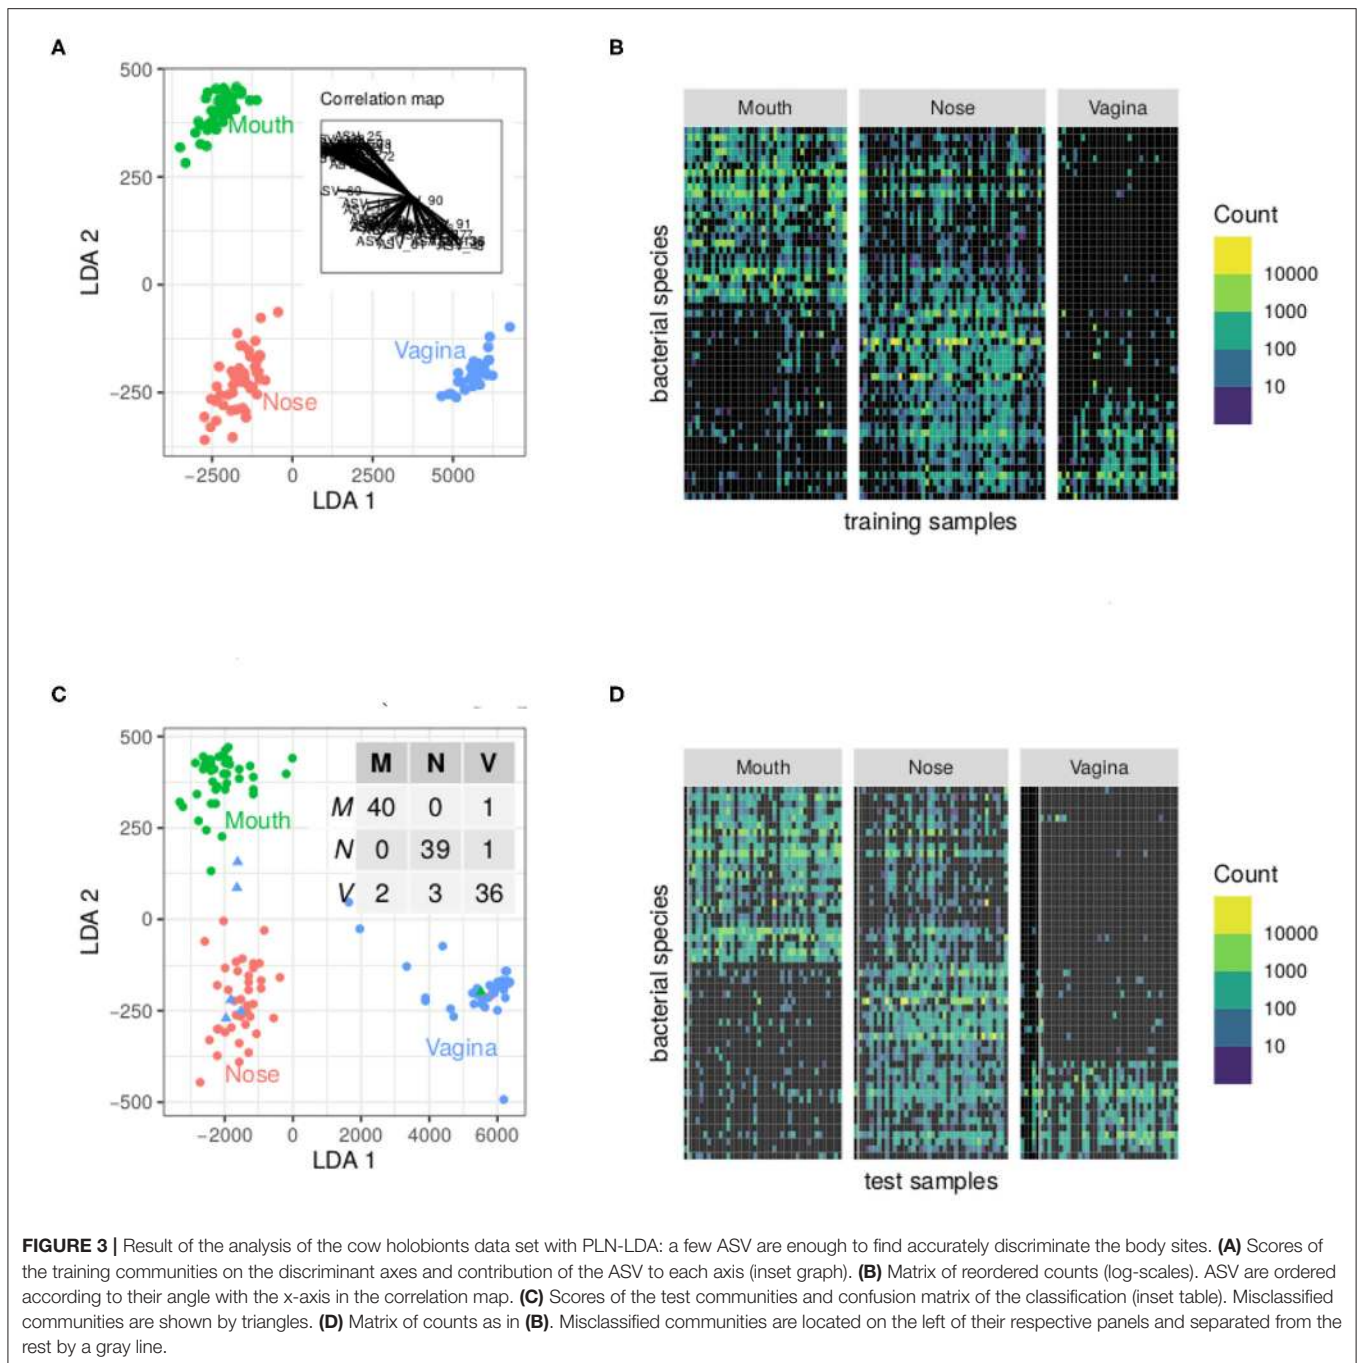 A
500
250
0
−250
LDA 2
Mouth
Nose
Vagina
Correlation map
ASV_25
72
SV_60
90
91
−2500 0 2500 5000
LDA 1
B
Mouth Nose Vagina
bacterial species
training samples
Count
10000
1000
100
10
C
500
250
0
−250
−500
LDA 2
Mouth
Nose
Vagina
M N V
M 40 0 1
N 0 39 1
V 2 3 36
−2000 0 2000 4000 6000
LDA 1
D
Mouth Nose Vagina
bacterial species
test samples
Count
10000
1000
100
10
FIGURE 3 | Result of the analysis of the cow holobionts data set with PLN-LDA: a few ASV are enough to find accurately discriminate the body sites. (A) Scores of
the training communities on the discriminant axes and contribution of the ASV to each axis (inset graph). (B) Matrix of reordered counts (log-scales). ASV are ordered
according to their angle with the x-axis in the correlation map. (C) Scores of the test communities and confusion matrix of the classification (inset table). Misclassified
communities are shown by triangles. (D) Matrix of counts as in (B). Misclassified communities are located on the left of their respective panels and separated from the
rest by a gray line.